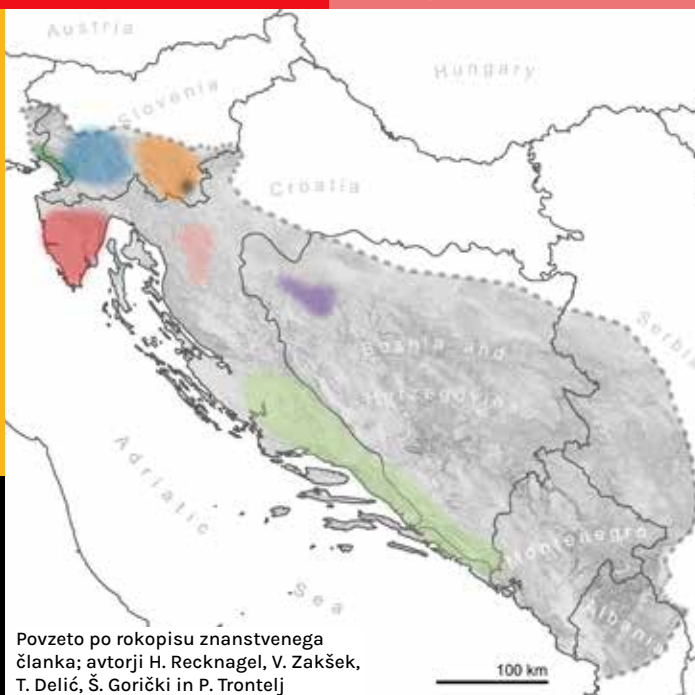 Austria
Hungary
Slovenia
Croatia
Serbia
Bosnia and
Herzegovina
Adriatic
Montenegro
Sea
Albani
Povzeto po rokopisu znanstvenega
članka; avtorji H. Recknagel, V. Zakšek,
T. Delić, Š. Gorički in P. Trontelj
100 km